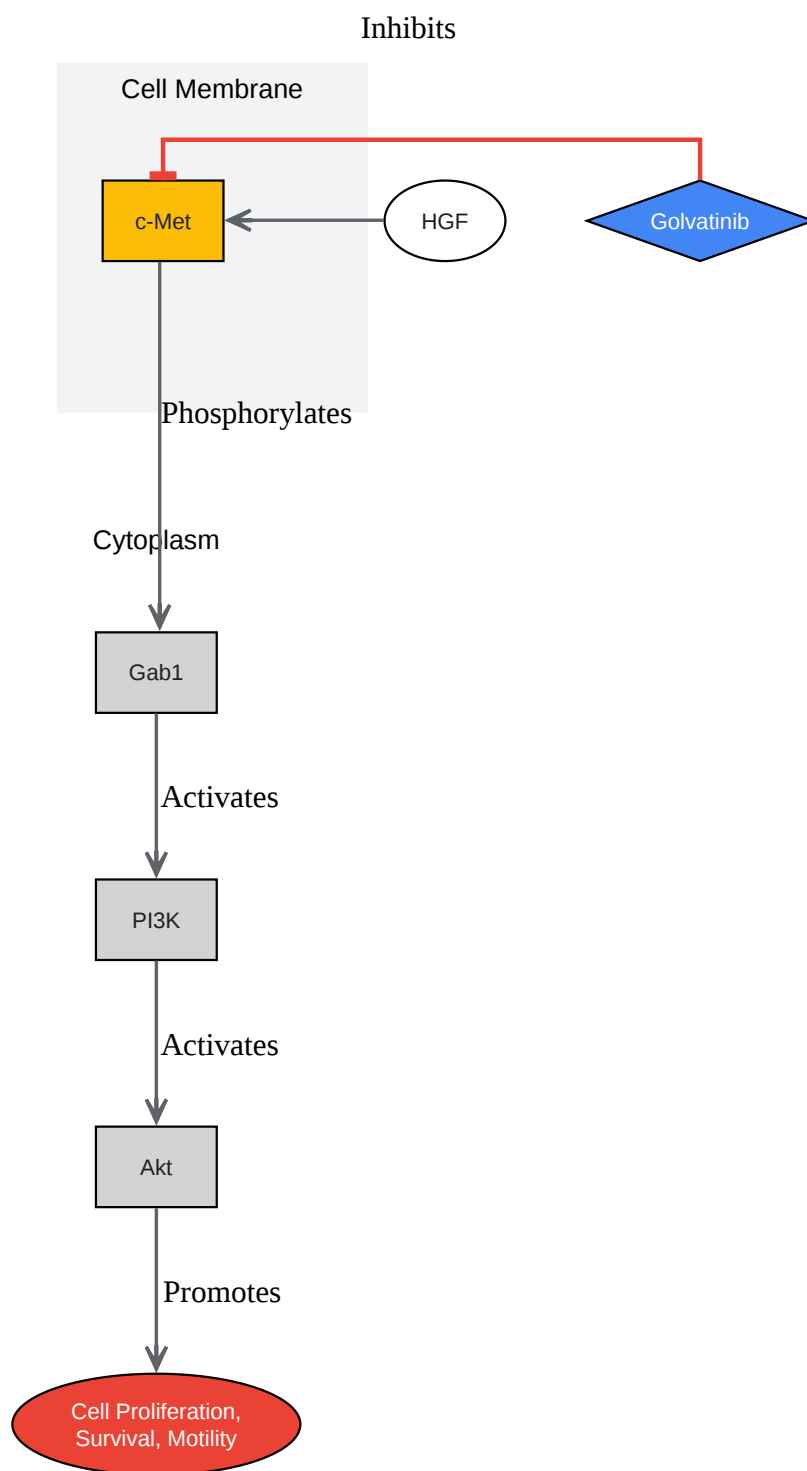 Inhibits
Cell Membrane
c-Met
HGF
Golvatinib
Phosphorylates
Cytoplasm
Gab1
Activates
PI3K
Activates
Akt
Promotes
Cell Proliferation,
Survival, Motility